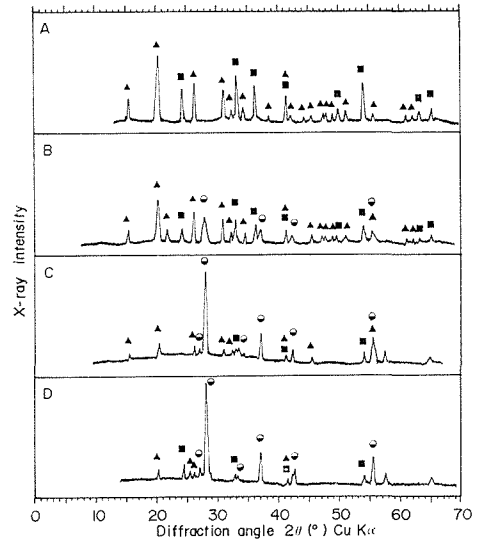 A
B
C
D
X-ray intensity
0 10 20 30 40 50 60 70
Diffraction angle 2θ (°) Cu Kα